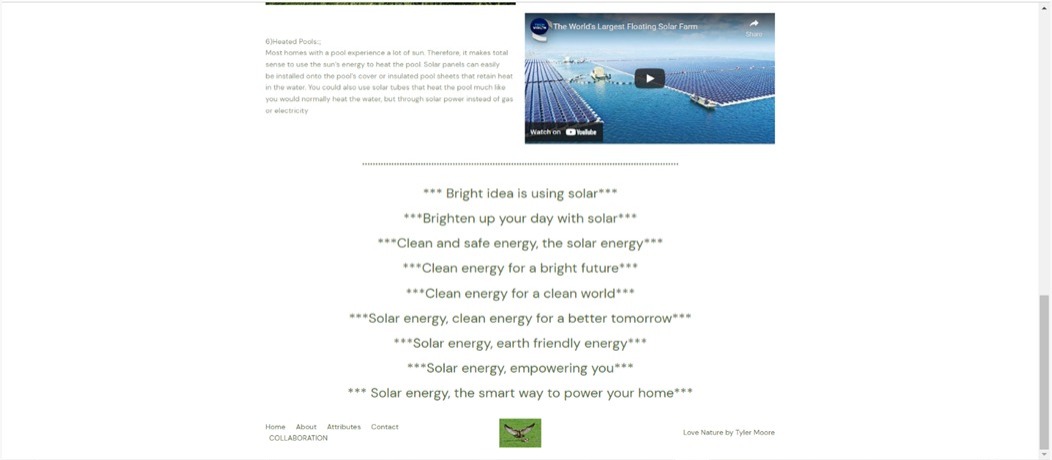 6)Heated Pools:;
Most homes with a pool experience a lot of sun. Therefore, it makes total
sense to use the sun's energy to heat the pool. Solar panels can easily
be installed onto the pool's cover or insulated pool sheets that retain heat
in the water. You could also use solar tubes that heat the pool much like
you would normally heat the water, but through solar power instead of gas
or electricity
The World's Largest Floating Solar Farm
Share
Watch on YouTube
*** Bright idea is using solar***
***Brighten up your day with solar***
***Clean and safe energy, the solar energy***
***Clean energy for a bright future***
***Clean energy for a clean world***
***Solar energy, clean energy for a better tomorrow***
***Solar energy, earth friendly energy***
***Solar energy, empowering you***
*** Solar energy, the smart way to power your home***
Home About Attributes Contact
COLLABORATION
Love Nature by Tyler Moore